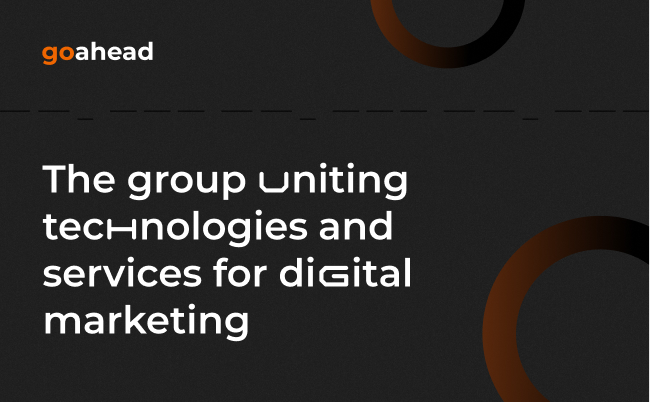 goahead
The group uniting
tecHnologies and
services for diGital
marketing